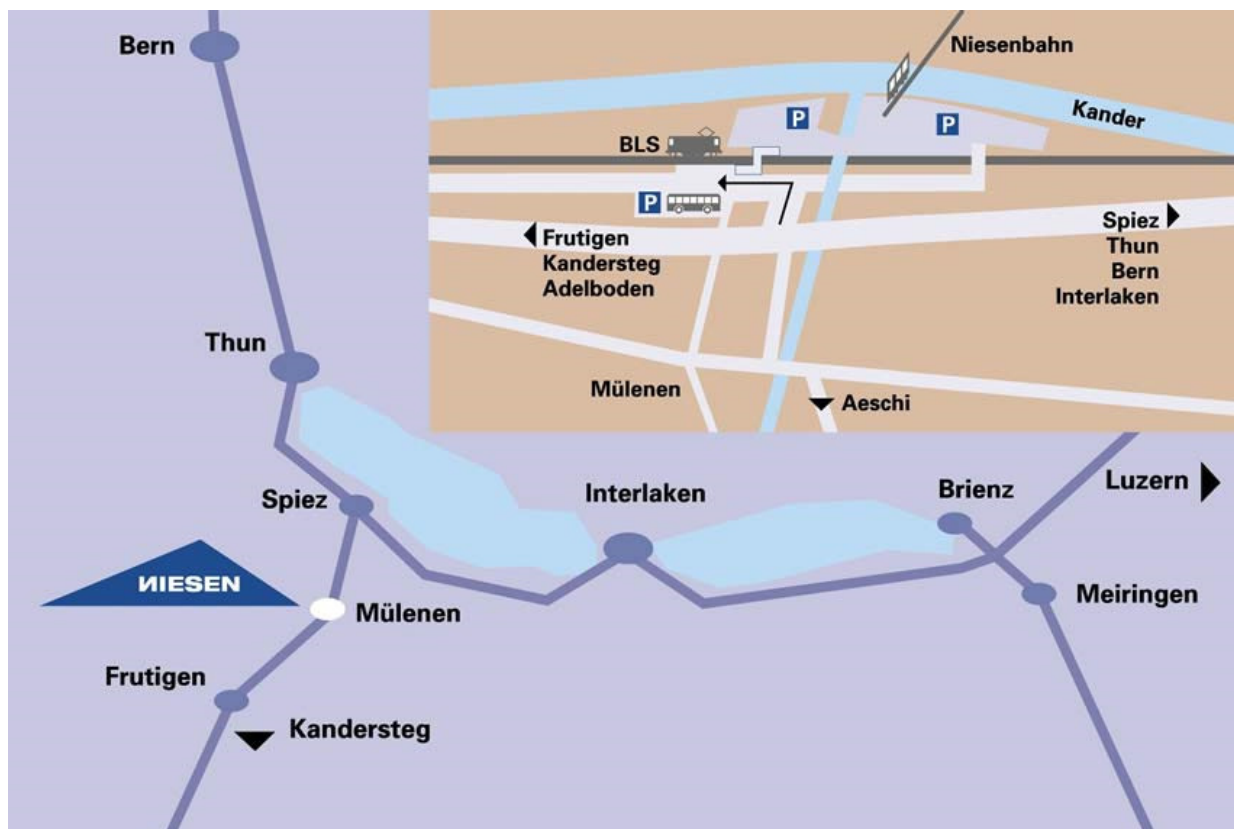 Bern
Niesenbahn
P
P
Kander
BLS
P
Frutigen
Kandersteg
Adelboden
Spiez
Thun
Bern
Interlaken
Mülenen
Aeschi
Thun
Spiez
Interlaken
Brienz
Luzern
NIESEN
Mülenen
Meiringen
Frutigen
Kandersteg